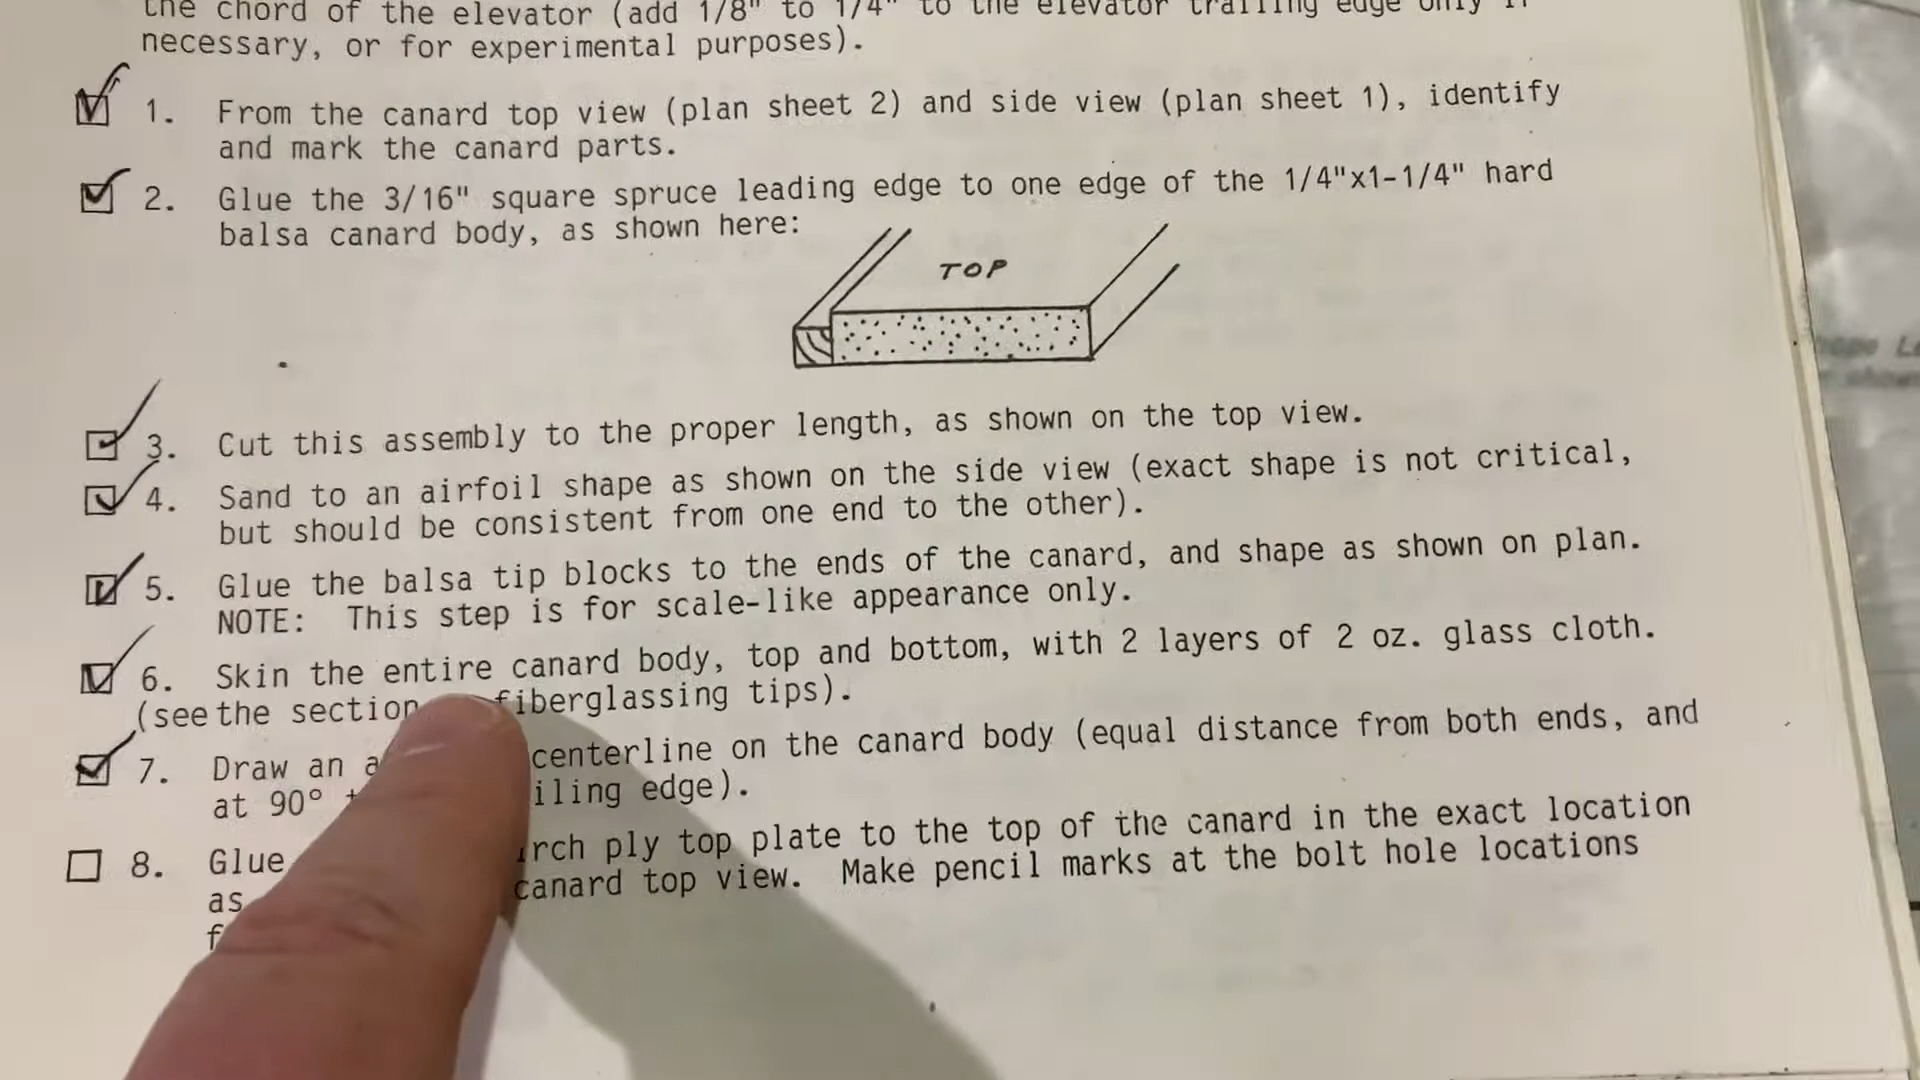 the chord of the elevator (add 1/8" to 1/4" to the elevator trailing edge only if
necessary, or for experimental purposes).
1. From the canard top view (plan sheet 2) and side view (plan sheet 1), identify
and mark the canard parts.
2. Glue the 3/16" square spruce leading edge to one edge of the 1/4"x1-1/4" hard
balsa canard body, as shown here:
TOP
3. Cut this assembly to the proper length, as shown on the top view.
4. Sand to an airfoil shape as shown on the side view (exact shape is not critical,
but should be consistent from one end to the other).
5. Glue the balsa tip blocks to the ends of the canard, and shape as shown on plan.
NOTE: This step is for scale-like appearance only.
6. Skin the entire canard body, top and bottom, with 2 layers of 2 oz. glass cloth.
(see the section fiberglassing tips).
7. Draw an centerline on the canard body (equal distance from both ends, and
at 90° edge).
8. Glue ply top plate to the top of the canard in the exact location
as canard top view. Make pencil marks at the bolt hole locations